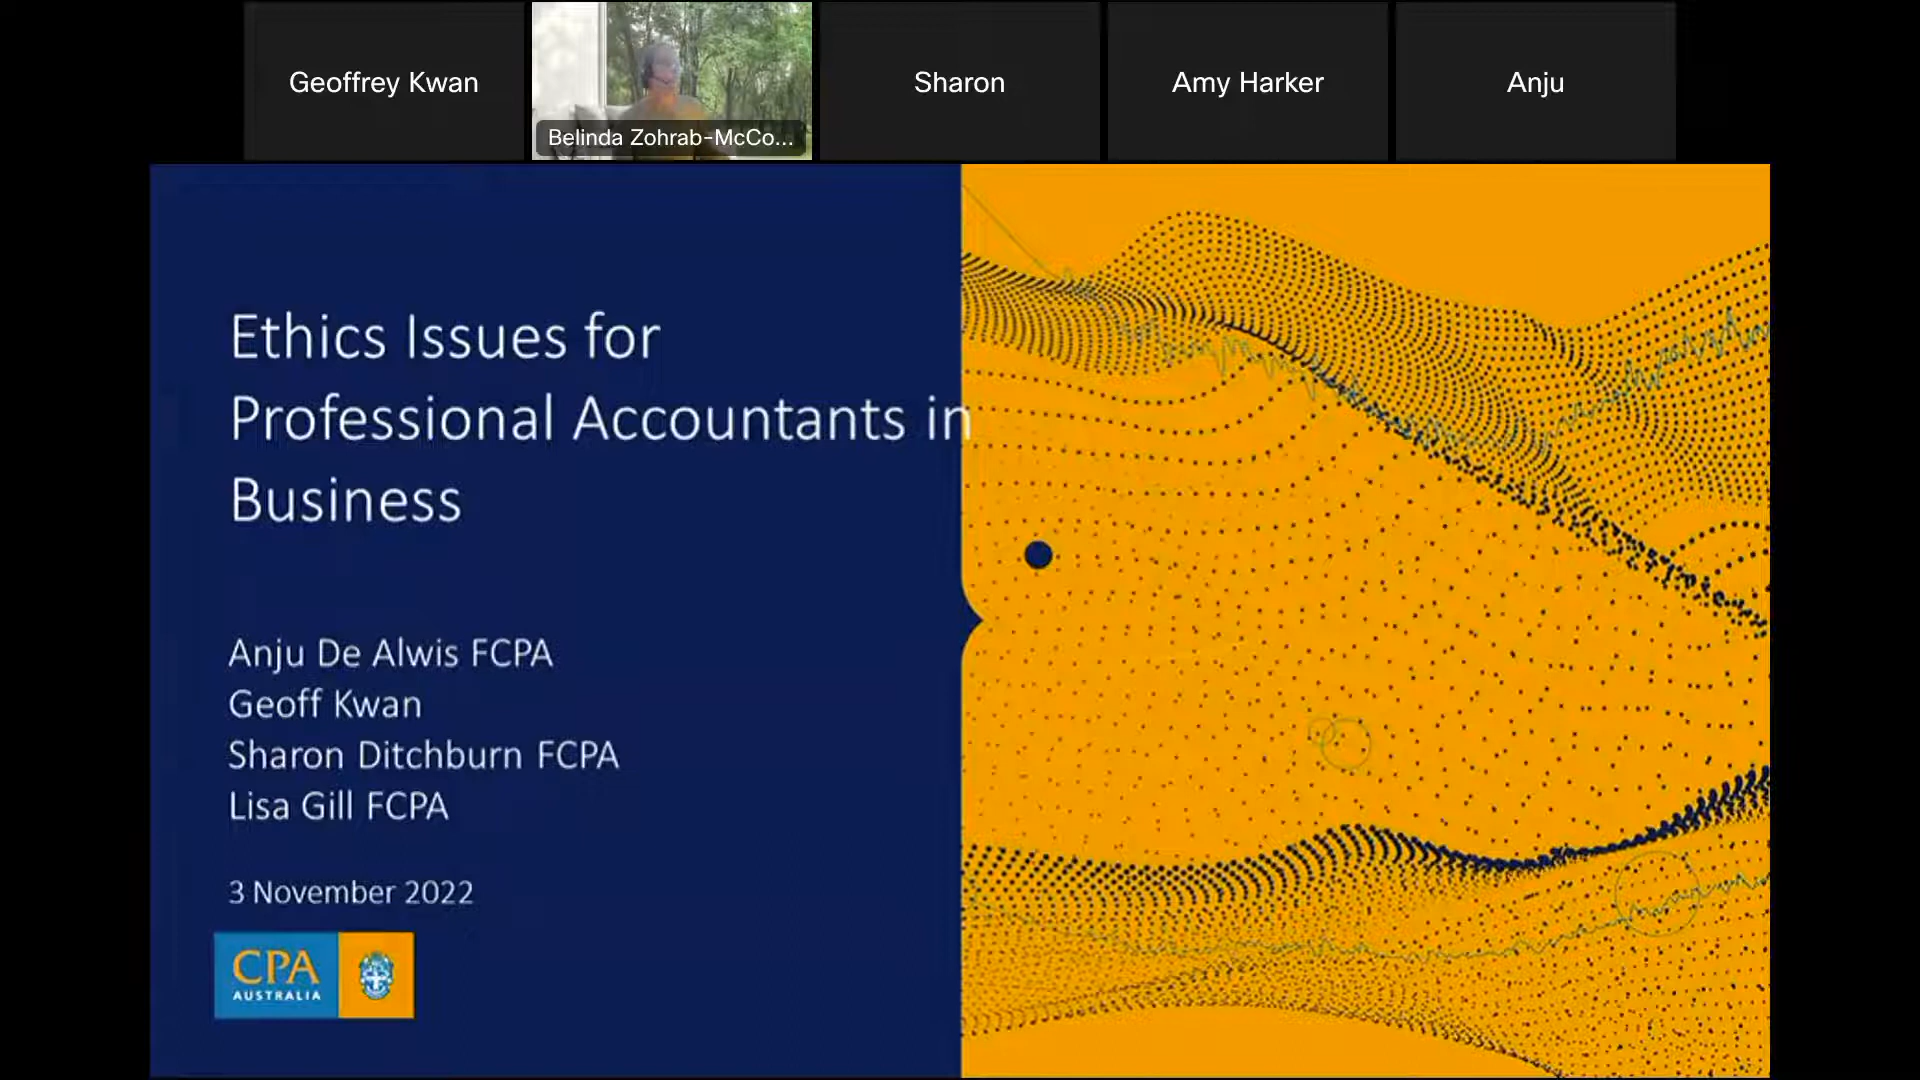 Geoffrey Kwan
Belinda Zohrab-McCo...
Sharon
Amy Harker
Anju
Ethics Issues for
Professional Accountants in
Business
Anju De Alwis FCPA
Geoff Kwan
Sharon Ditchburn FCPA
Lisa Gill FCPA
3 November 2022
CPA
AUSTRALIA